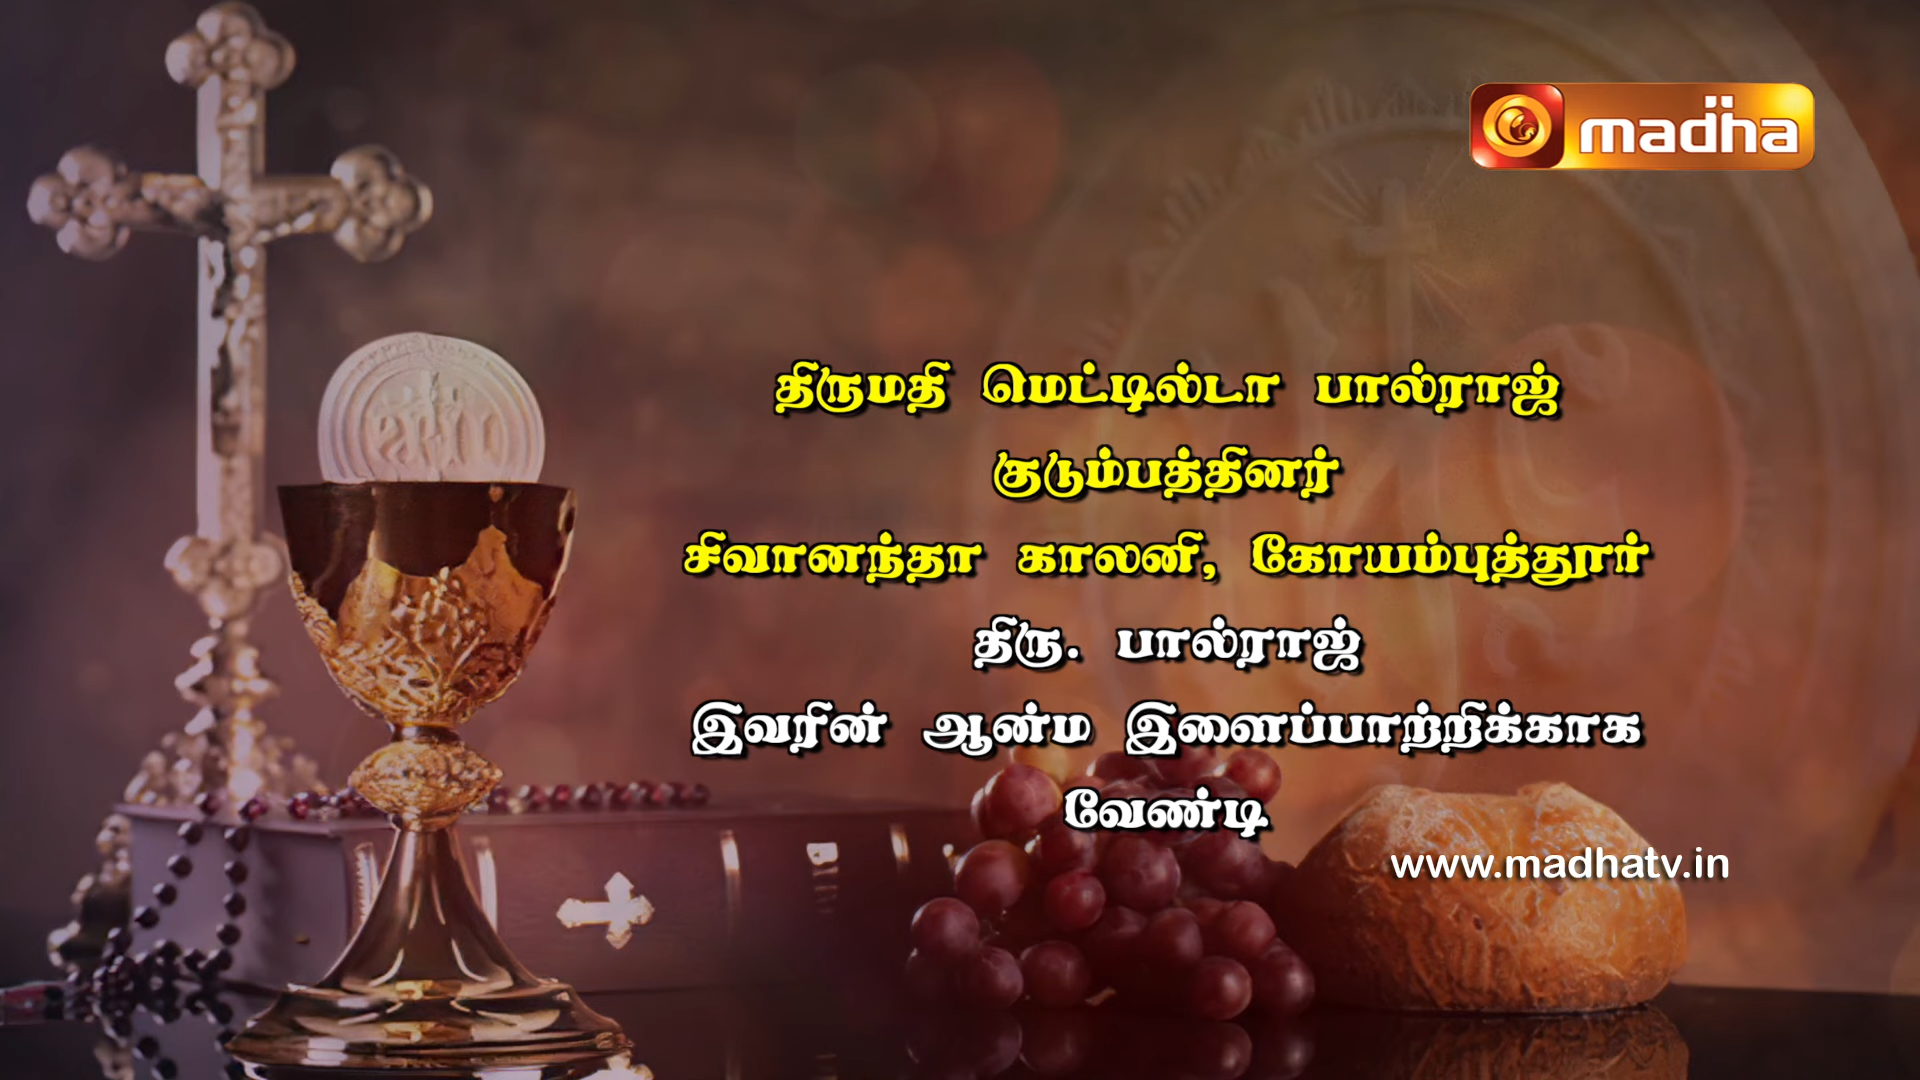 madha
திருமதி மெட்டில்டா பால்ராஜ்
குடும்பத்தினர்
சிவானந்தா காலனி, கோயம்புத்தூர்
திரு. பால்ராஜ்
இவரின் ஆன்ம இளைப்பாற்றிக்காக
வேண்டி
www.madhatv.in